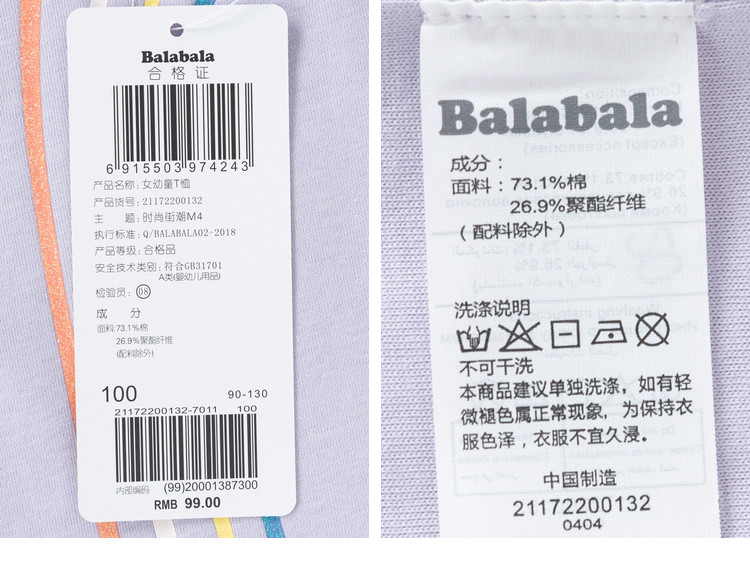 Balabala
合格证
6 915503 974243
产品名称：女幼童T恤
产品货号：21172200132
主 题：时尚街潮M4
执行标准：Q/BALABALA02-2018
产品等级：合格品
安全技术类别：符合GB31701
A类(婴幼儿用品)
检验员：08
成 分
面料:73.1%棉
26.9%聚酯纤维
(配料除外)
100 90-130
21172200132-7011 100
内部编码 (99)20001387300
RMB 99.00
Balabala
成分：
面料：73.1%棉
26.9%聚酯纤维
（配料除外）
洗涤说明
不可干洗
本商品建议单独洗涤，如有轻
微褪色属正常现象，为保持衣
服色泽，衣服不宜久浸。
中国制造
21172200132
0404